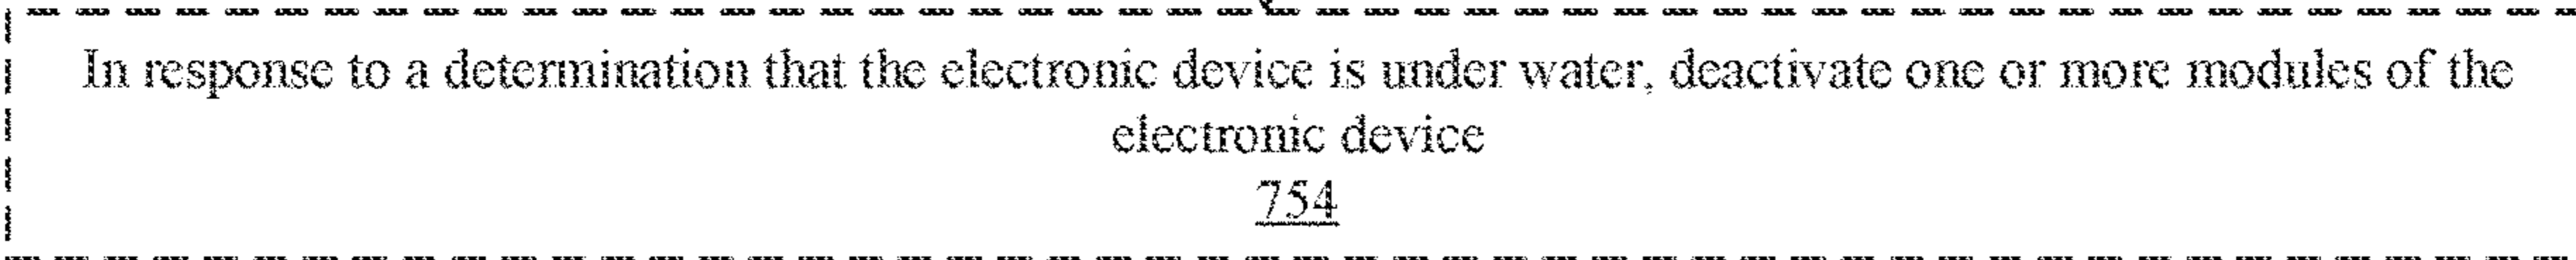 In response to a determination that the electronic device is under water, deactivate one or more modules of the
electronic device
754